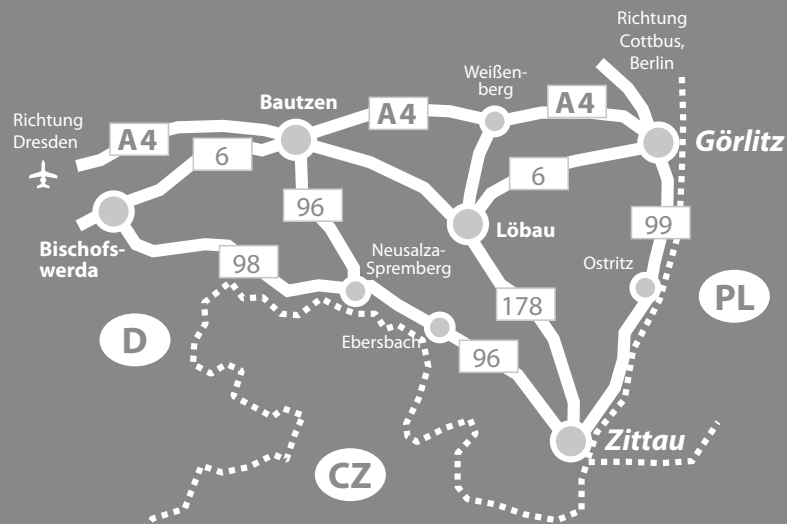 Richtung
Cottbus,
Berlin
Weißen-
berg
Bautzen
A4
A4
Richtung
Dresden
A4
6
Görlitz
6
96
99
Löbau
Bischofs-
werda
98
Neusalza-
Spremberg
Ostritz
178
PL
D
Ebersbach
96
Zittau
CZ